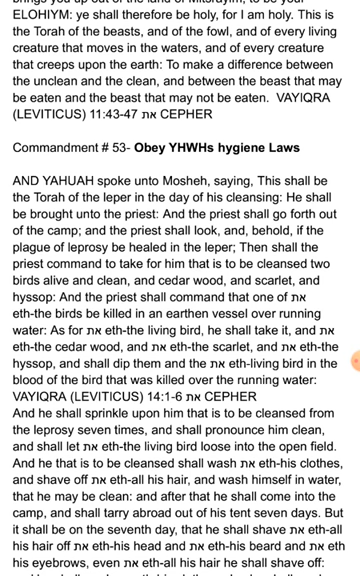 ELOHIYM: ye shall therefore be holy, for I am holy. This is
the Torah of the beasts, and of the fowl, and of every living
creature that moves in the waters, and of every creature
that creeps upon the earth: To make a difference between
the unclean and the clean, and between the beast that may
be eaten and the beast that may not be eaten.  VAYIQRA
(LEVITICUS) 11:43-47 את CEPHER
Commandment # 53- Obey YHWHs hygiene Laws
AND YAHUAH spoke unto Mosheh, saying, This shall be
the Torah of the leper in the day of his cleansing: He shall
be brought unto the priest: And the priest shall go forth out
of the camp; and the priest shall look, and, behold, if the
plague of leprosy be healed in the leper; Then shall the
priest command to take for him that is to be cleansed two
birds alive and clean, and cedar wood, and scarlet, and
hyssop: And the priest shall command that one of את
eth-the birds be killed in an earthen vessel over running
water: As for את eth-the living bird, he shall take it, and את
eth-the cedar wood, and את eth-the scarlet, and את eth-the
hyssop, and shall dip them and the את eth-living bird in the
blood of the bird that was killed over the running water:
VAYIQRA (LEVITICUS) 14:1-6 את CEPHER
And he shall sprinkle upon him that is to be cleansed from
the leprosy seven times, and shall pronounce him clean,
and shall let את eth-the living bird loose into the open field.
And he that is to be cleansed shall wash את eth-his clothes,
and shave off את eth-all his hair, and wash himself in water,
that he may be clean: and after that he shall come into the
camp, and shall tarry abroad out of his tent seven days. But
it shall be on the seventh day, that he shall shave את eth-all
his hair off את eth-his head and את eth-his beard and את eth
his eyebrows, even את eth-all his hair he shall shave off: